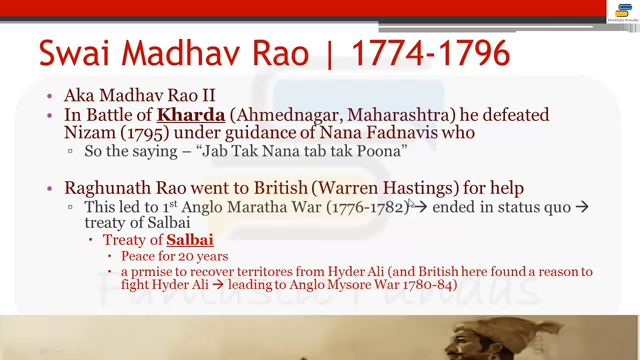 Swai Madhav Rao | 1774-1796
• Aka Madhav Rao II
• In Battle of Kharda (Ahmednagar, Maharashtra) he defeated
Nizam (1795) under guidance of Nana Fadnavis who
▫ So the saying – “Jab Tak Nana tab tak Poona”
• Raghunath Rao went to British (Warren Hastings) for help
▫ This led to 1st Anglo Maratha War (1776-1782) → ended in status quo →
treaty of Salbai
• Treaty of Salbai
• Peace for 20 years
• a prmise to recover territores from Hyder Ali (and British here found a reason to
fight Hyder Ali → leading to Anglo Mysore War 1780-84)
Fantastic Pandas